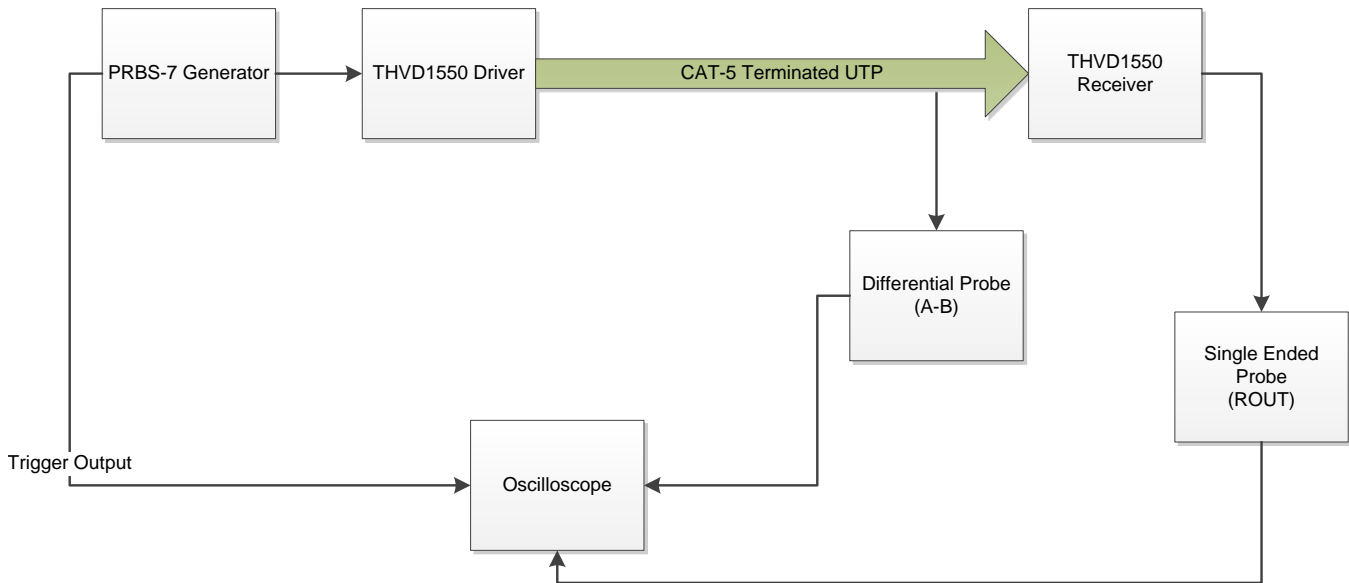 PRBS-7 Generator
THVD1550 Driver
CAT-5 Terminated UTP
THVD1550
Receiver
Differential Probe
(A-B)
Single Ended
Probe
(ROUT)
Trigger Output
Oscilloscope